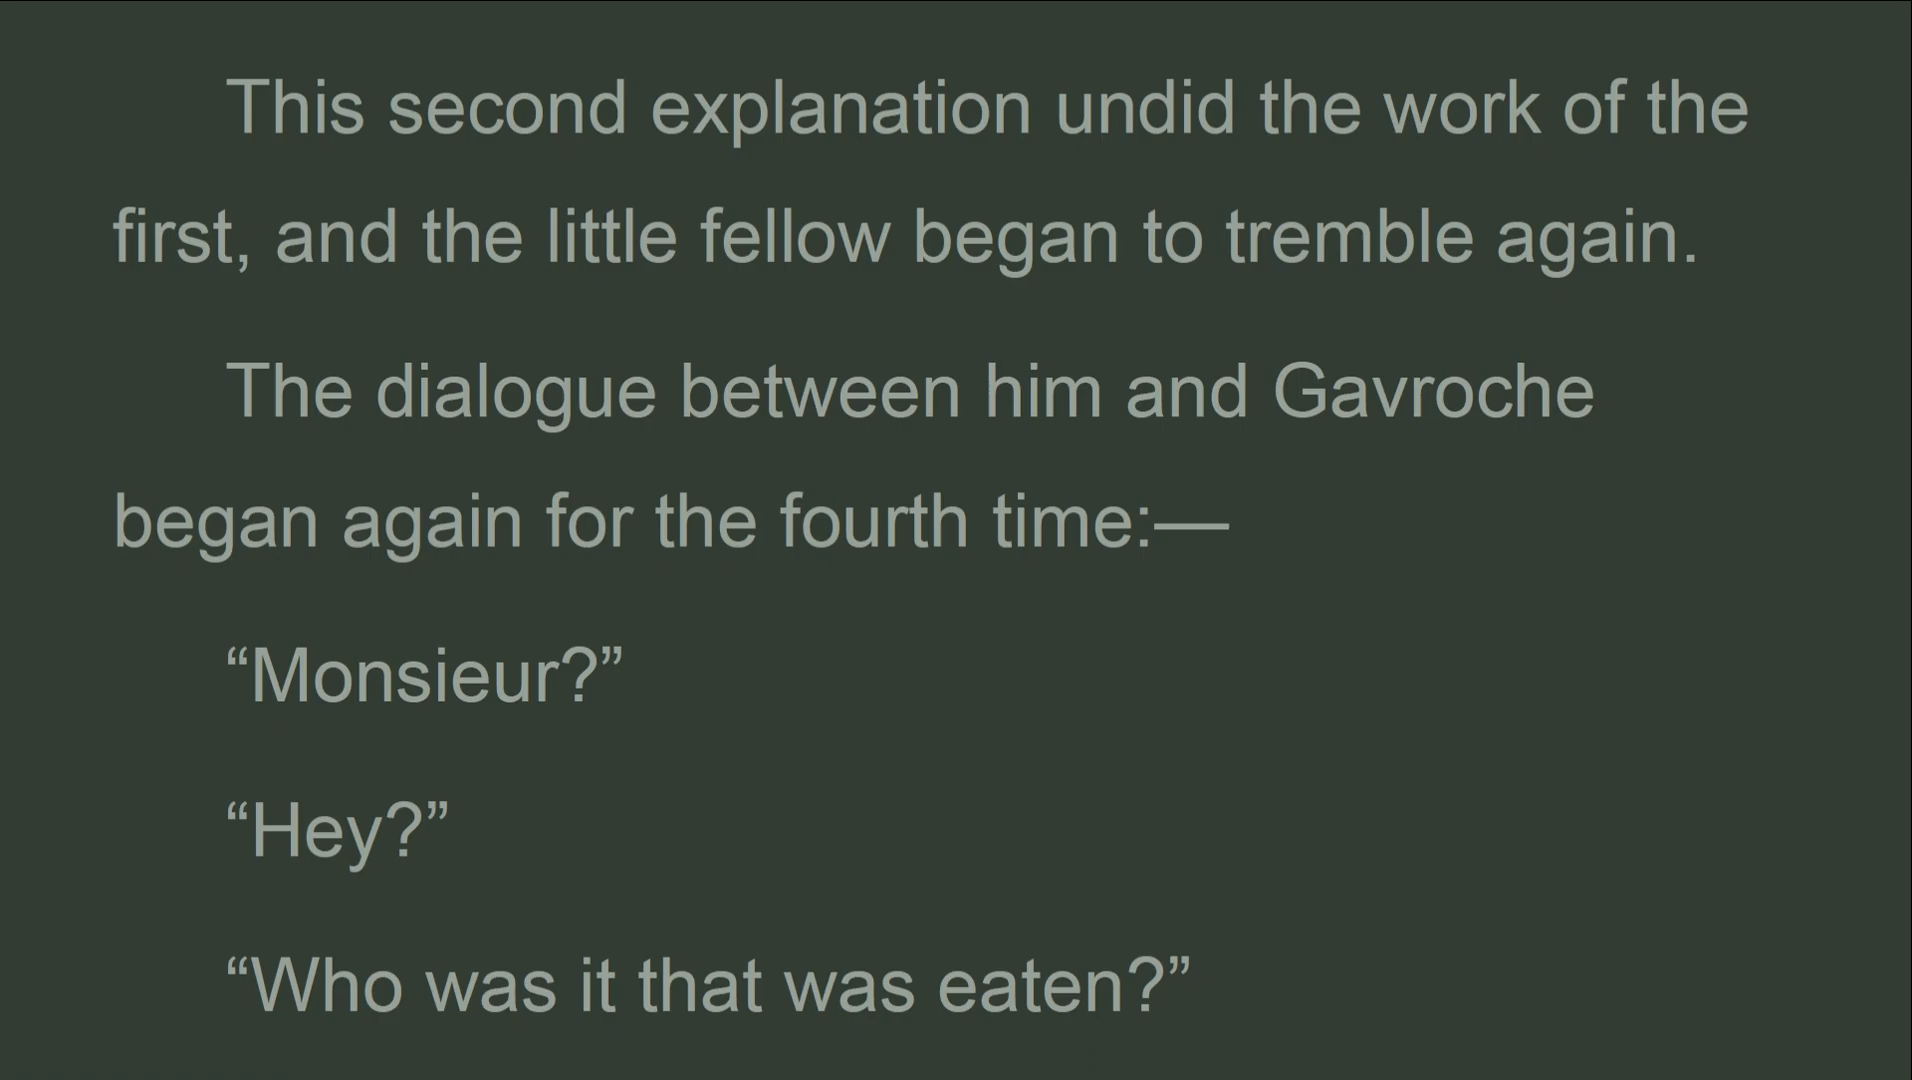 This second explanation undid the work of the
first, and the little fellow began to tremble again.
The dialogue between him and Gavroche
began again for the fourth time:—
“Monsieur?”
“Hey?”
“Who was it that was eaten?”